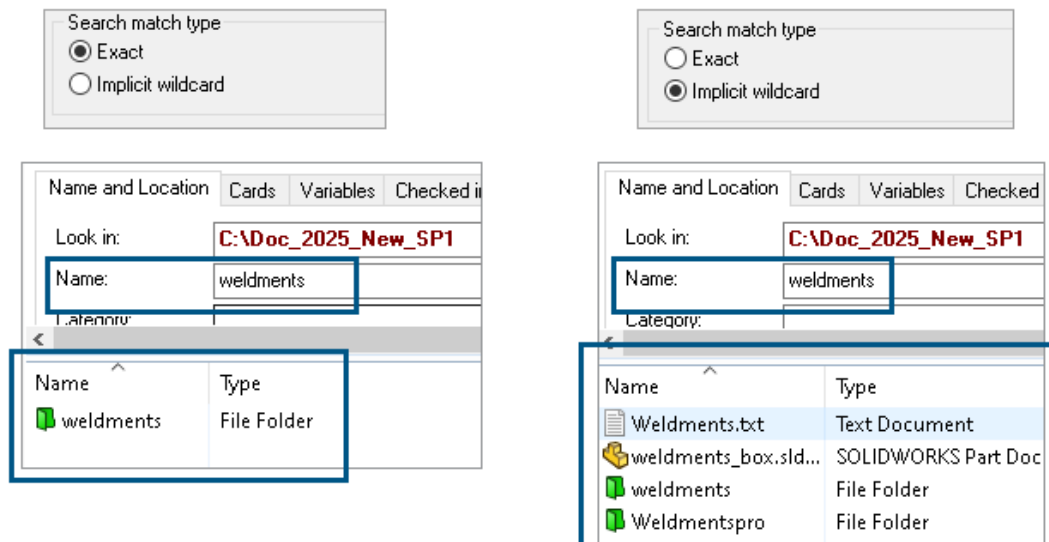 Search match type
Exact
Implicit wildcard
Name and Location Cards Variables Checked in
Look in: C:\Doc_2025_New_SP1
Name: weldments
Category:
Name Type
weldments File Folder
Search match type
Exact
Implicit wildcard
Name and Location Cards Variables Checked
Look in: C:\Doc_2025_New_SP1
Name: weldments
Category:
Name Type
Weldments.txt Text Document
weldments_box.sld... SOLIDWORKS Part Doc
weldments File Folder
Weldmentspro File Folder